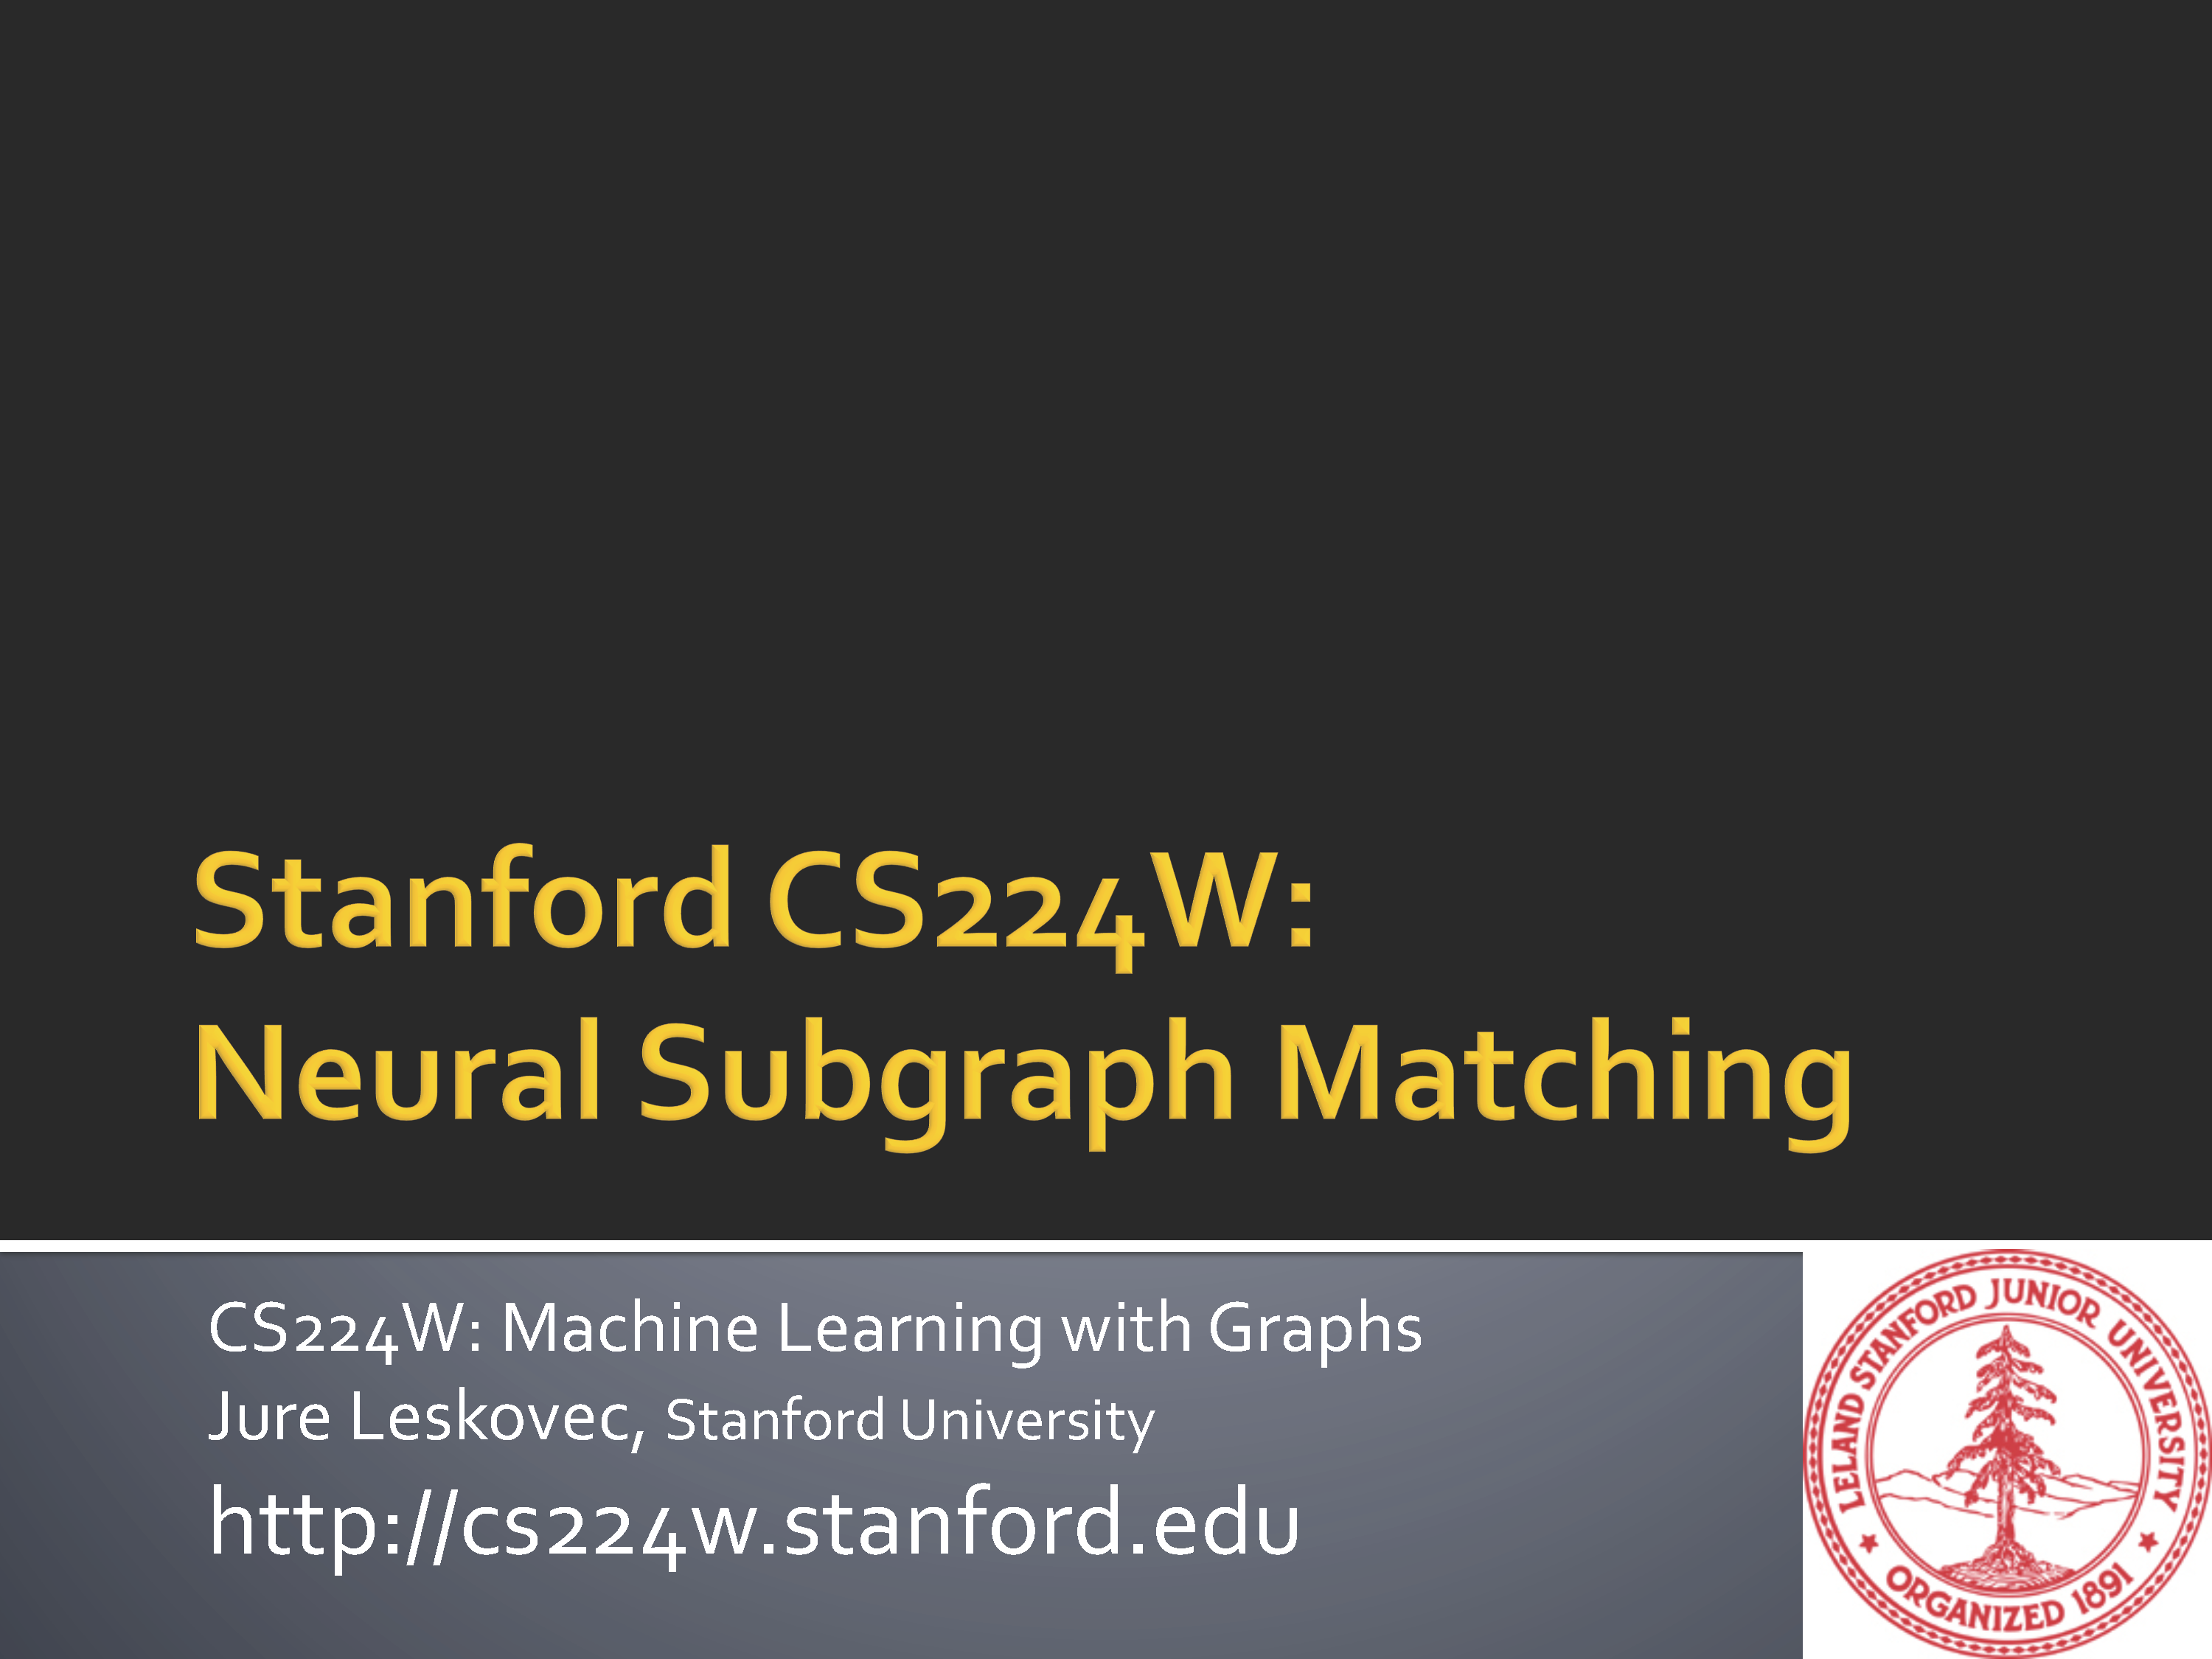 Stanford CS224W:
Neural Subgraph Matching
CS224W: Machine Learning with Graphs
Jure Leskovec, Stanford University
http://cs224w.stanford.edu
LELAND STANFORD JUNIOR UNIVERSITY
ORGANIZED 1891